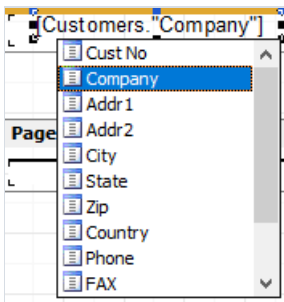 [Customers."Company"]
Cust No
Company
Addr1
Addr2
Page
City
State
Zip
Country
Phone
FAX